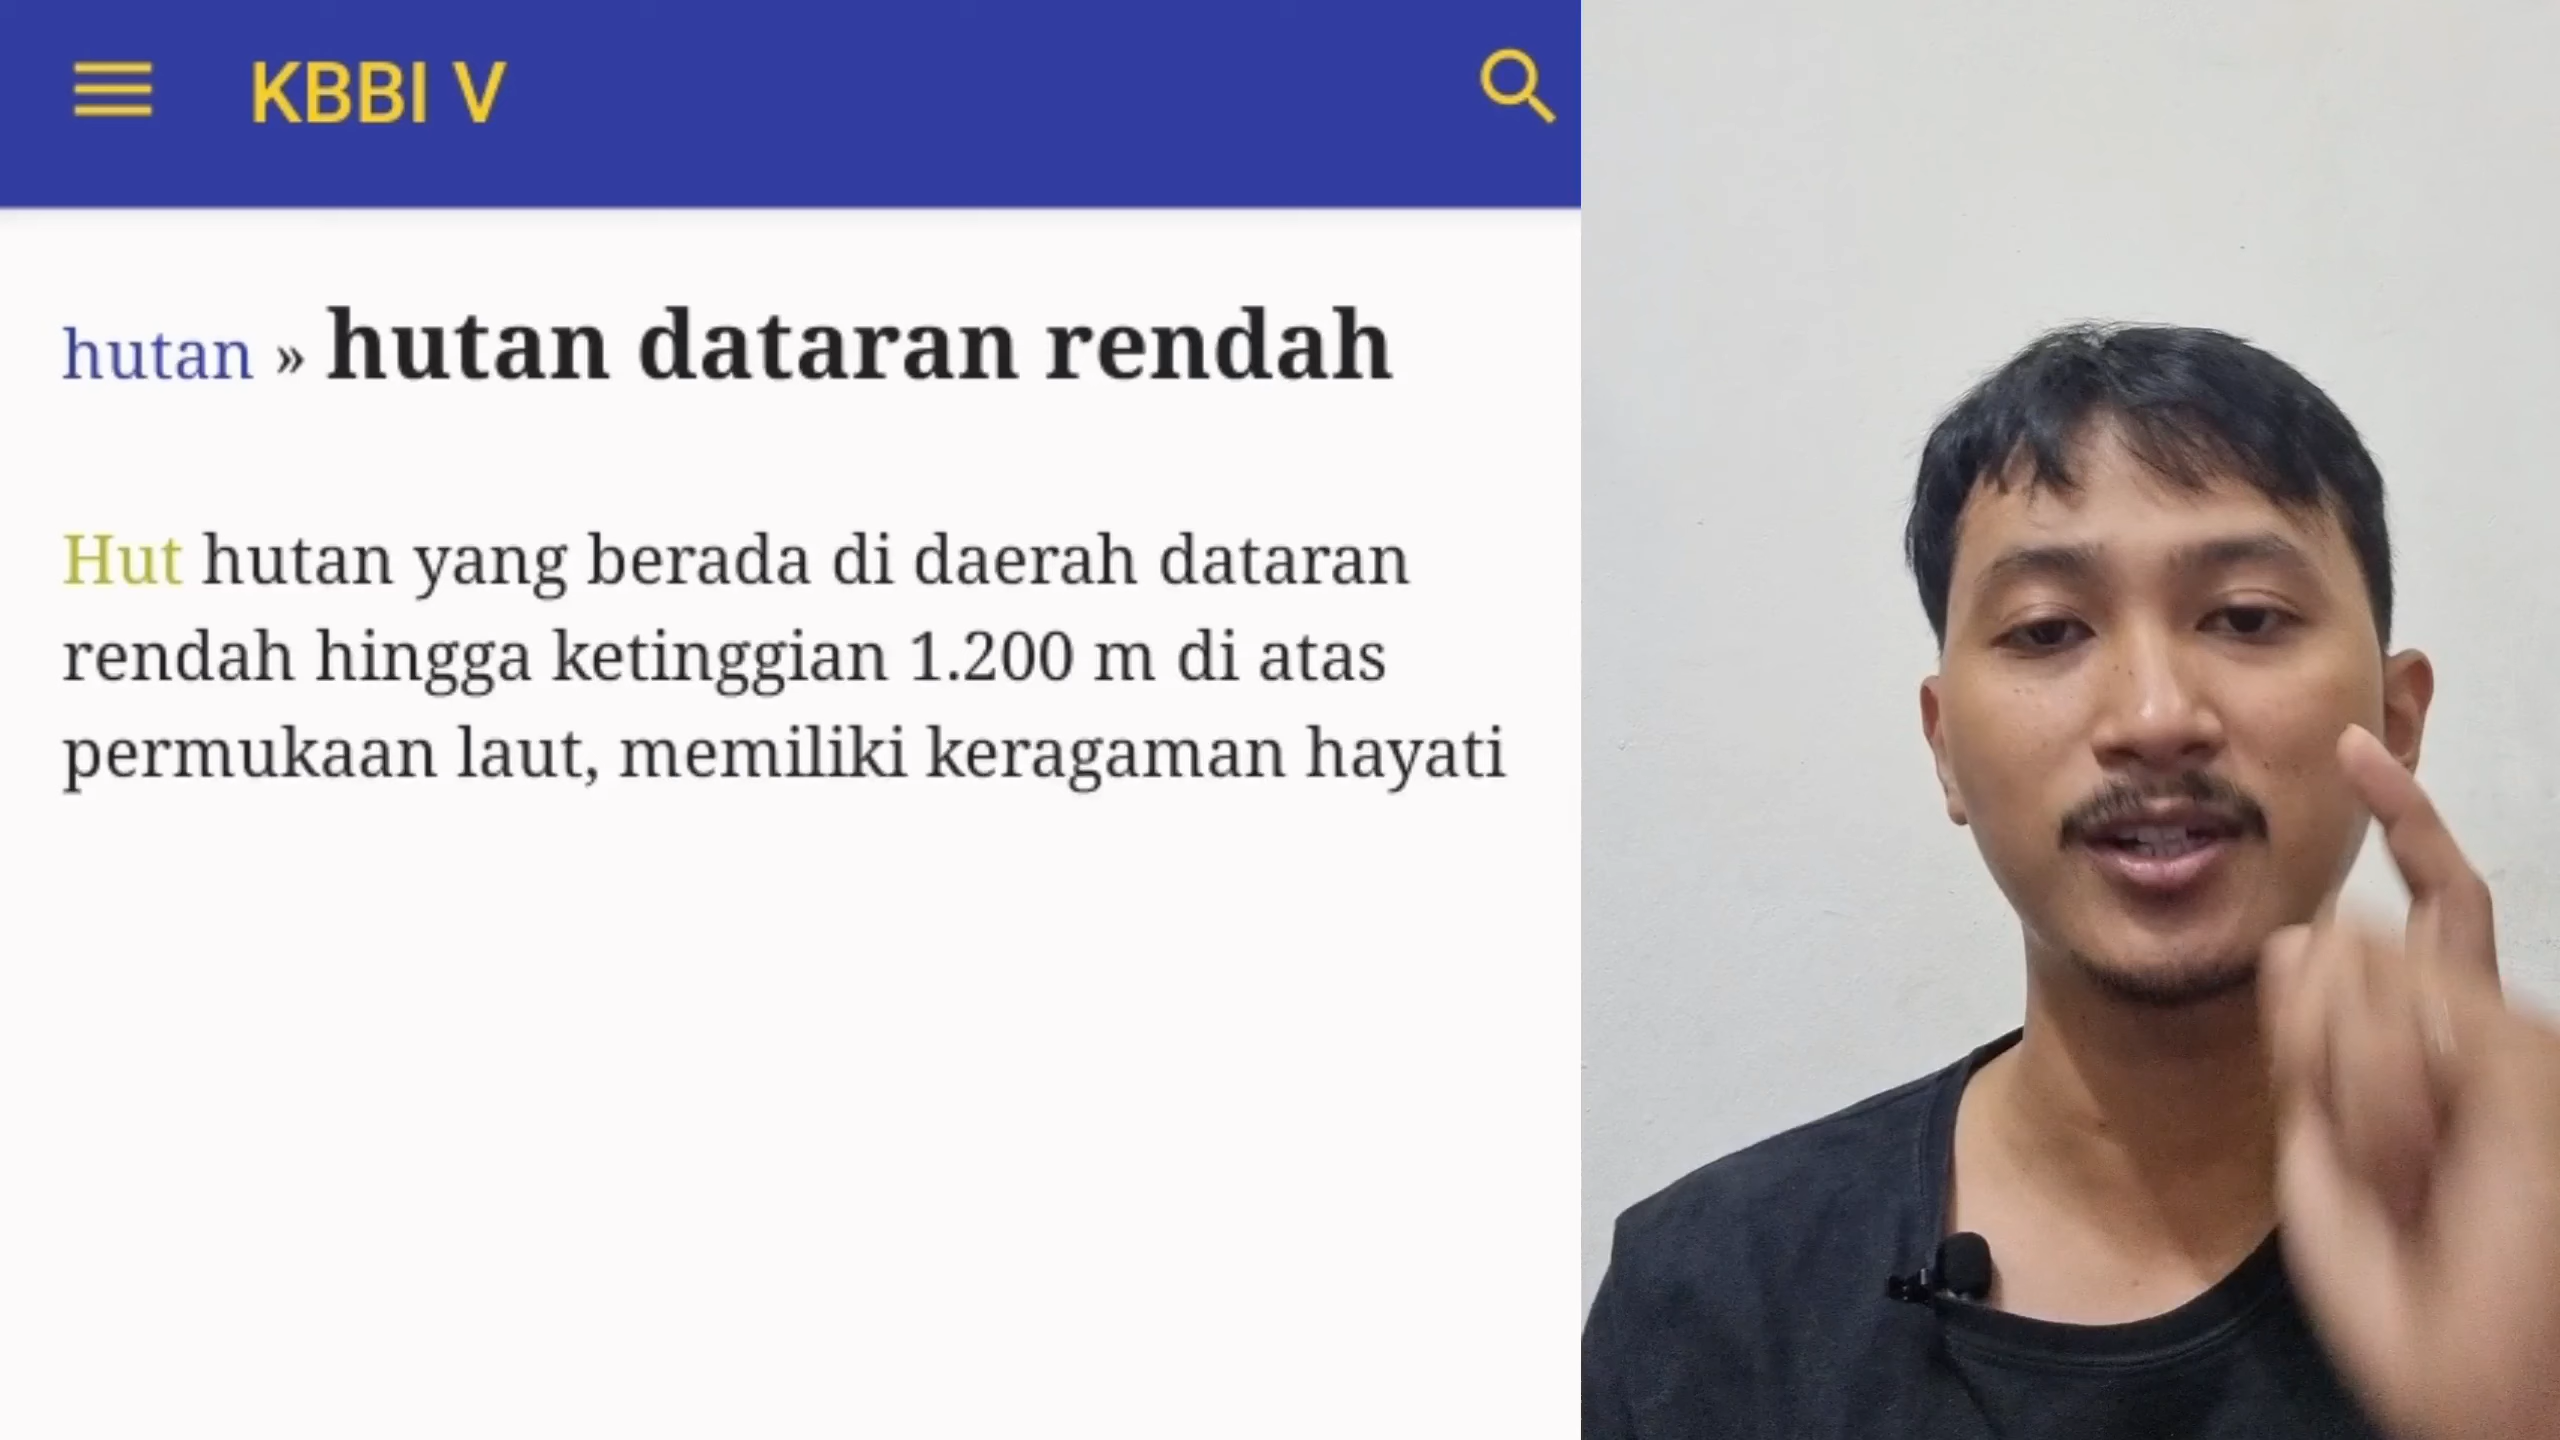 KBBI V
hutan » hutan dataran rendah
Hut hutan yang berada di daerah dataran
rendah hingga ketinggian 1.200 m di atas
permukaan laut, memiliki keragaman hayati